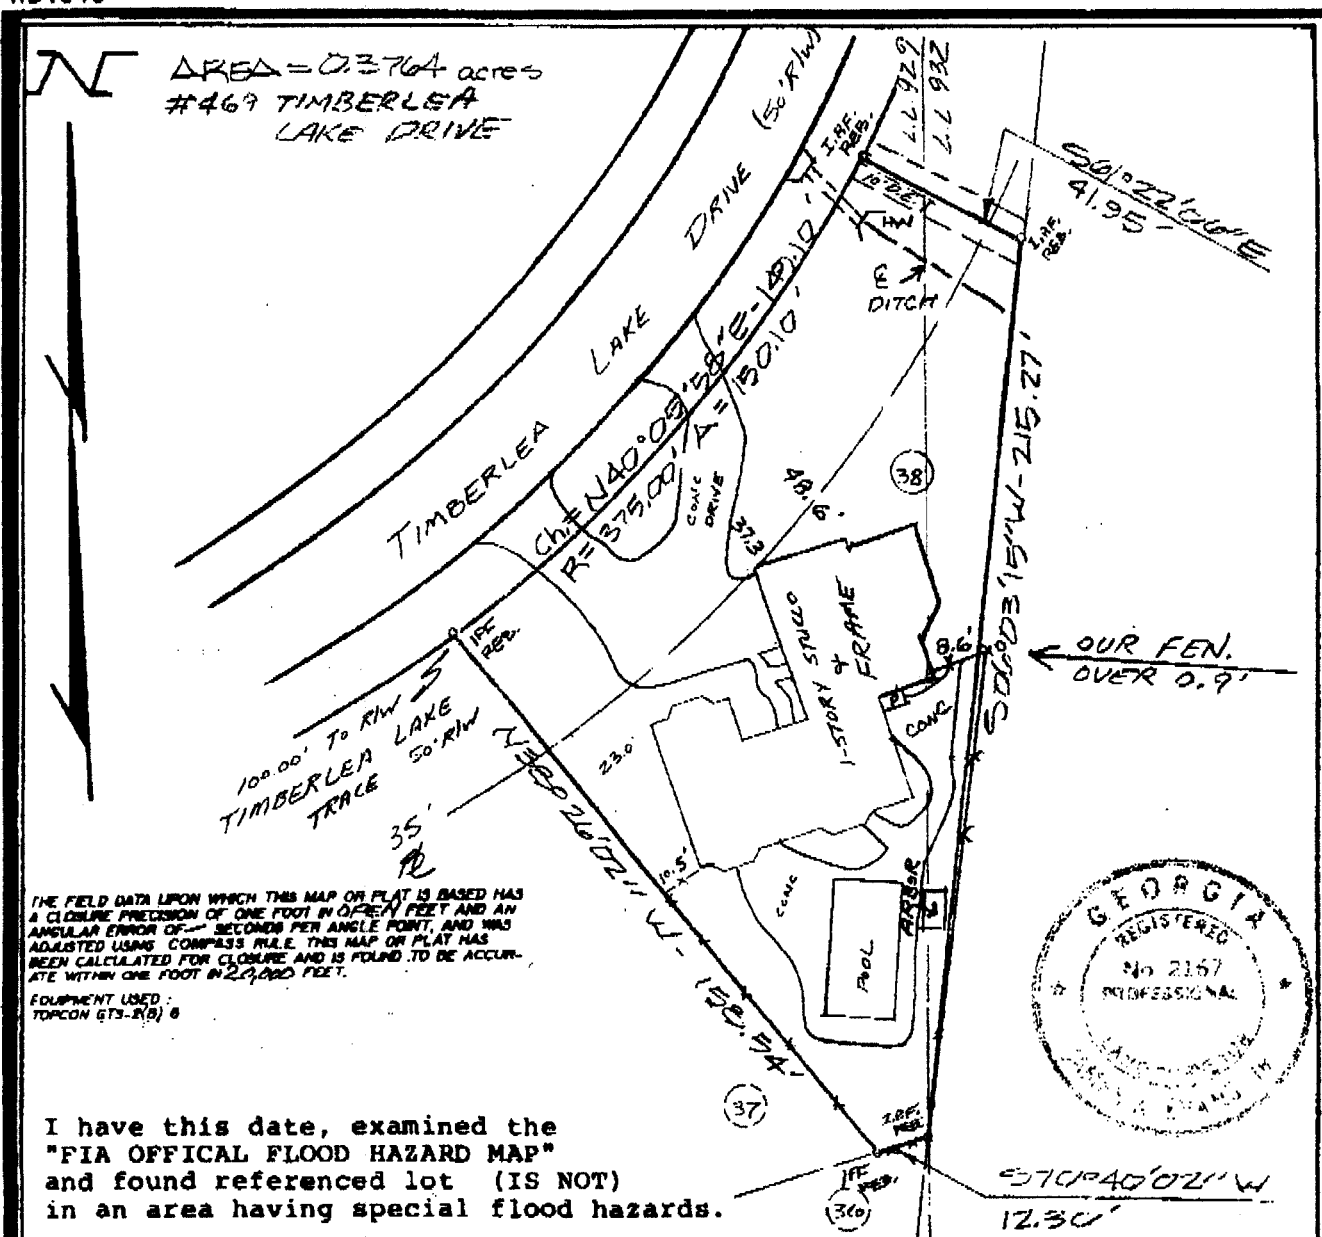 N
AREA = 0.3764 acres
#469 TIMBERLEA
LAKE DRIVE
TIMBERLEA LAKE DRIVE (50' R/W)
I.P.F.
REB.
L.L. 929
L.L. 932
S61°22'06"E
41.95'
10' D.E.
I.P.F.
REB.
HW
DITCH
Ch. = N40°05'58"E - 149.10'
R = 375.00' A = 150.10'
CONC
DRIVE
48.6'
37.3
38
S06°03'15"W - 215.27'
1-STORY STUCCO
&
FRAME
8.6'
OUR FEN.
OVER 0.9'
CONC
IPF
REB.
100.00' TO R/W
TIMBERLEA LAKE
TRACE 50' R/W
23.0'
35'
N38°26'02"W - 158.54'
10.5'
CONC
POOL
ARBOR
THE FIELD DATA UPON WHICH THIS MAP OR PLAT IS BASED HAS
A CLOSURE PRECISION OF ONE FOOT IN OPEN FEET AND AN
ANGULAR ERROR OF — SECONDS PER ANGLE POINT, AND WAS
ADJUSTED USING COMPASS RULE. THIS MAP OR PLAT HAS
BEEN CALCULATED FOR CLOSURE AND IS FOUND TO BE ACCUR-
ATE WITHIN ONE FOOT IN 20,000 FEET.
EQUIPMENT USED :
TOPCON GTS-2(B) 6
GEORGIA
REGISTERED
No. 2167
PROFESSIONAL
LAND SURVEYOR
37
I.P.F.
REB.
IPF
REB.
36
S70°40'02"W
12.30'
I have this date, examined the
"FIA OFFICAL FLOOD HAZARD MAP"
and found referenced lot (IS NOT)
in an area having special flood hazards.